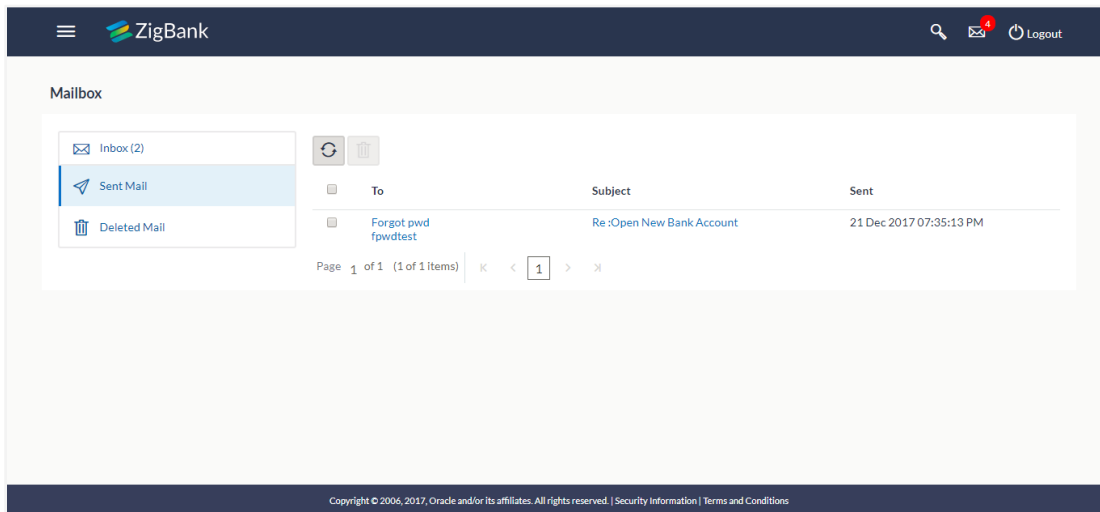 ZigBank
4
Logout
Mailbox
Inbox (2)
Sent Mail
Deleted Mail
To Subject Sent
Forgot pwd Re :Open New Bank Account 21 Dec 2017 07:35:13 PM
fpwdtest
Page 1 of 1 (1 of 1 items) 1
Copyright © 2006, 2017, Oracle and/or its affiliates. All rights reserved. | Security Information | Terms and Conditions